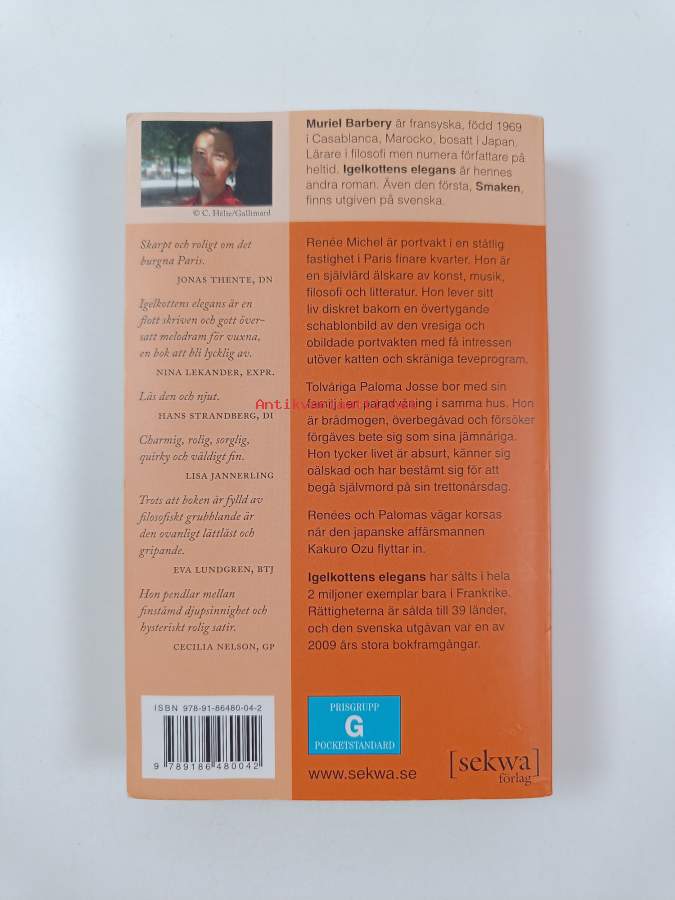 Muriel Barbery är fransyska, född 1969
i Casablanca, Marocko, bosatt i Japan.
Lärare i filosofi men numera författare på
heltid. Igelkottens elegans är hennes
andra roman. Även den första, Smaken,
finns utgiven på svenska.
© C. Hélie/Gallimard
Skarpt och roligt om det
burgna Paris.
JONAS THENTE, DN
Igelkottens elegans är en
flott skriven och gott över-
satt melodram för vuxna,
en bok att bli lycklig av.
NINA LEKANDER, EXPR.
Läs den och njut.
HANS STRANDBERG, DI
Charmig, rolig, sorglig,
quirky och väldigt fin.
LISA JANNERLING
Trots att boken är fylld av
filosofiskt grubblande är
den ovanligt lättläst och
gripande.
EVA LUNDGREN, BTJ
Hon pendlar mellan
finstämd djupsinnighet och
hysteriskt rolig satir.
CECILIA NELSON, GP
Renée Michel är portvakt i en ståtlig
fastighet i Paris finare kvarter. Hon är
en självlärd älskare av konst, musik,
filosofi och litteratur. Hon lever sitt
liv diskret bakom en övertygande
schablonbild av den vresiga och
obildade portvakten med få intressen
utöver katten och skräniga teveprogram.
Tolvåriga Paloma Josse bor med sin
familj i en paradvåning i samma hus. Hon
är brådmogen, överbegåvad och försöker
förgäves bete sig som sina jämnåriga.
Hon tycker livet är absurt, känner sig
oälskad och har bestämt sig för att
begå självmord på sin trettonårsdag.
Renées och Palomas vägar korsas
när den japanske affärsmannen
Kakuro Ozu flyttar in.
Igelkottens elegans har sålts i hela
2 miljoner exemplar bara i Frankrike.
Rättigheterna är sålda till 39 länder,
och den svenska utgåvan var en av
2009 års stora bokframgångar.
ISBN 978-91-86480-04-2
9 789186 480042
PRISGRUPP
G
POCKETSTANDARD
www.sekwa.se
[sekwa]
förlag